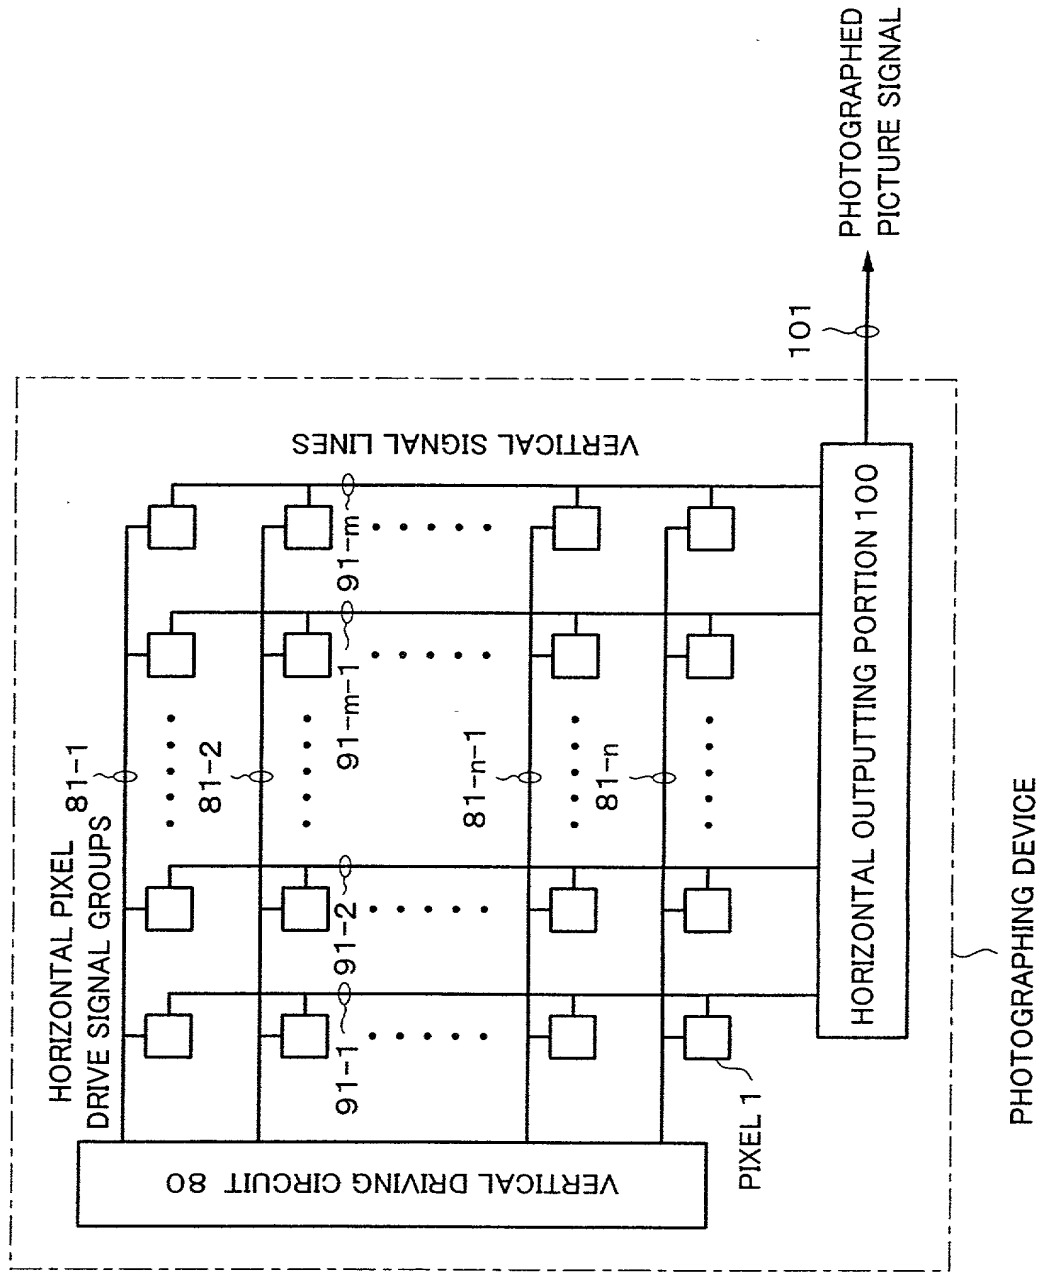 HORIZONTAL PIXEL
DRIVE SIGNAL GROUPS
81-1
81-2
81-n-1
81-n
VERTICAL DRIVING CIRCUIT 80
91-1
91-2
91-m-1
91-m
VERTICAL SIGNAL LINES
PIXEL 1
HORIZONTAL OUTPUTTING PORTION 100
101
PHOTOGRAPHED
PICTURE SIGNAL
PHOTOGRAPHING DEVICE